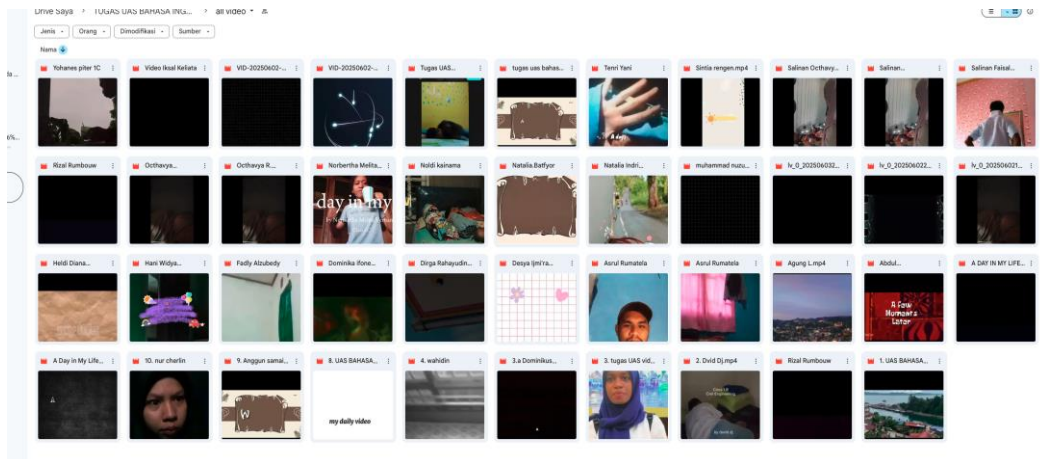 Drive Saya > TUGAS UAS BAHASA ING... > all video
Jenis Orang Dimodifikasi Sumber
Nama
Yohanes piter 1C Video Iksal Keliata VID-20250602-... VID-20250602-... Tugas UAS... tugas uas bahas... Tenri Yani Sintia rengen.mp4 Salinan Octhavy... Salinan... Salinan Faisal...
Rizal Rumbouw Octhavya... Octhavya R... Norbertha Melita... Noldi kainama Natalia.Batfyor Natalia indri... muhammad nuzu... lv_0_202506032... lv_0_202506022... lv_0_202506021...
day in my
Heldi Diana... Hani Widya... Fadly Alzubedy Dominika Ifone... Dirga Rahayudin... Desya Ijmi'ra... Asrul Rumatela Asrul Rumatela Agung L.mp4 Abdul... A DAY IN MY LIFE...
A Few
Moments
Later
A Day in My Life... 10. nur cherlin 9. Anggun samai... 8. UAS BAHASA... 4. wahidin 3.a Dominikus... 3. tugas UAS vid... 2. Dvid Dj.mp4 Rizal Rumbouw 1. UAS BAHASA...
A
W
my daily video